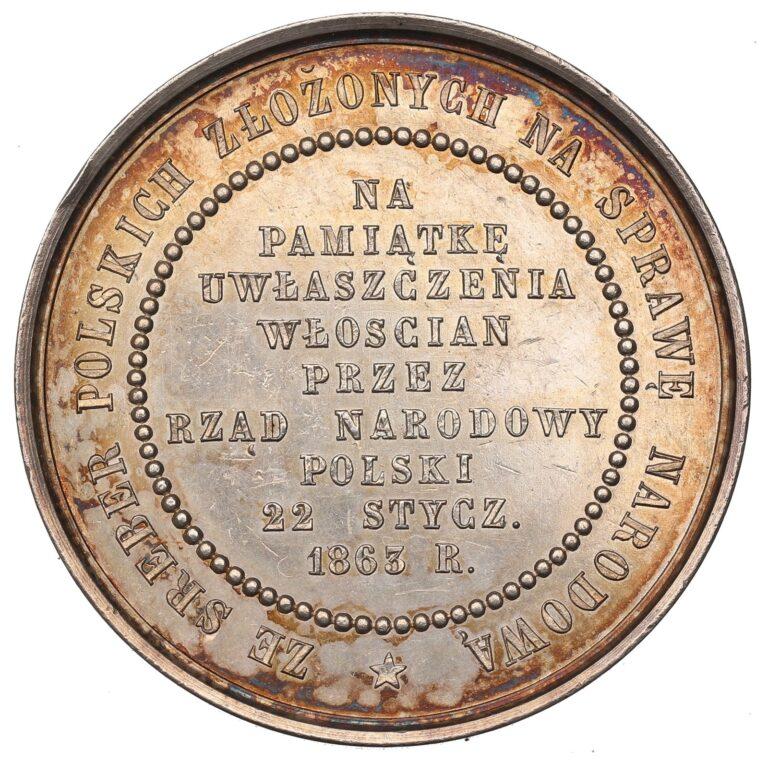 ZE SREBER POLSKICH ZŁOŻONYCH NA SPRAWĘ NARODOWĄ
NA
PAMIĄTKĘ
UWŁASZCZENIA
WŁOSCIAN
PRZEZ
RZĄD NARODOWY
POLSKI
22 STYCZ.
1863 R.